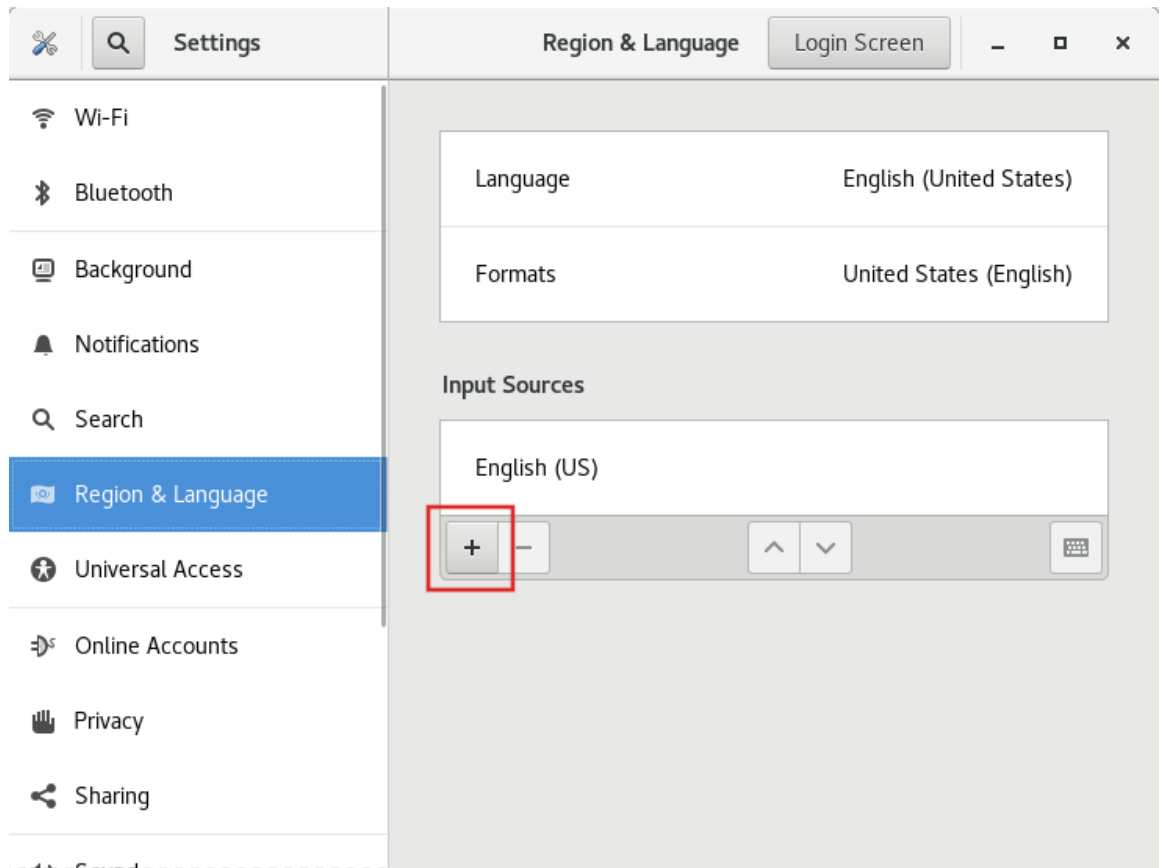 Settings
Region & Language
Login Screen
Wi-Fi
Bluetooth
Background
Notifications
Search
Region & Language
Universal Access
Online Accounts
Privacy
Sharing
Language English (United States)
Formats United States (English)
Input Sources
English (US)